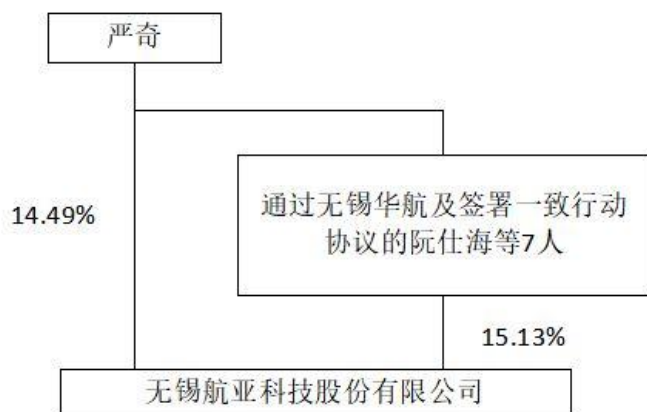 严奇
14.49%
通过无锡华航及签署一致行动
协议的阮仕海等7人
15.13%
无锡航亚科技股份有限公司